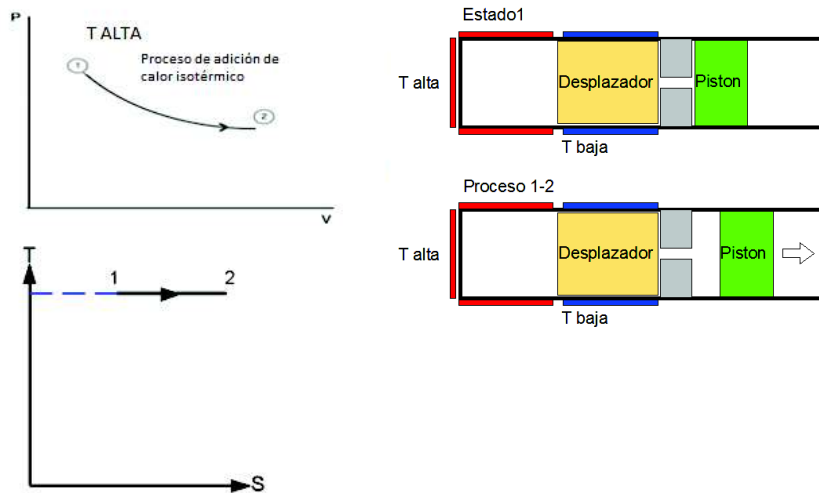 P
T ALTA
Proceso de adición de
calor isotérmico
1
2
V
T
1
2
S
Estado1
T alta
Desplazador
Piston
T baja
Proceso 1-2
T alta
Desplazador
Piston
T baja